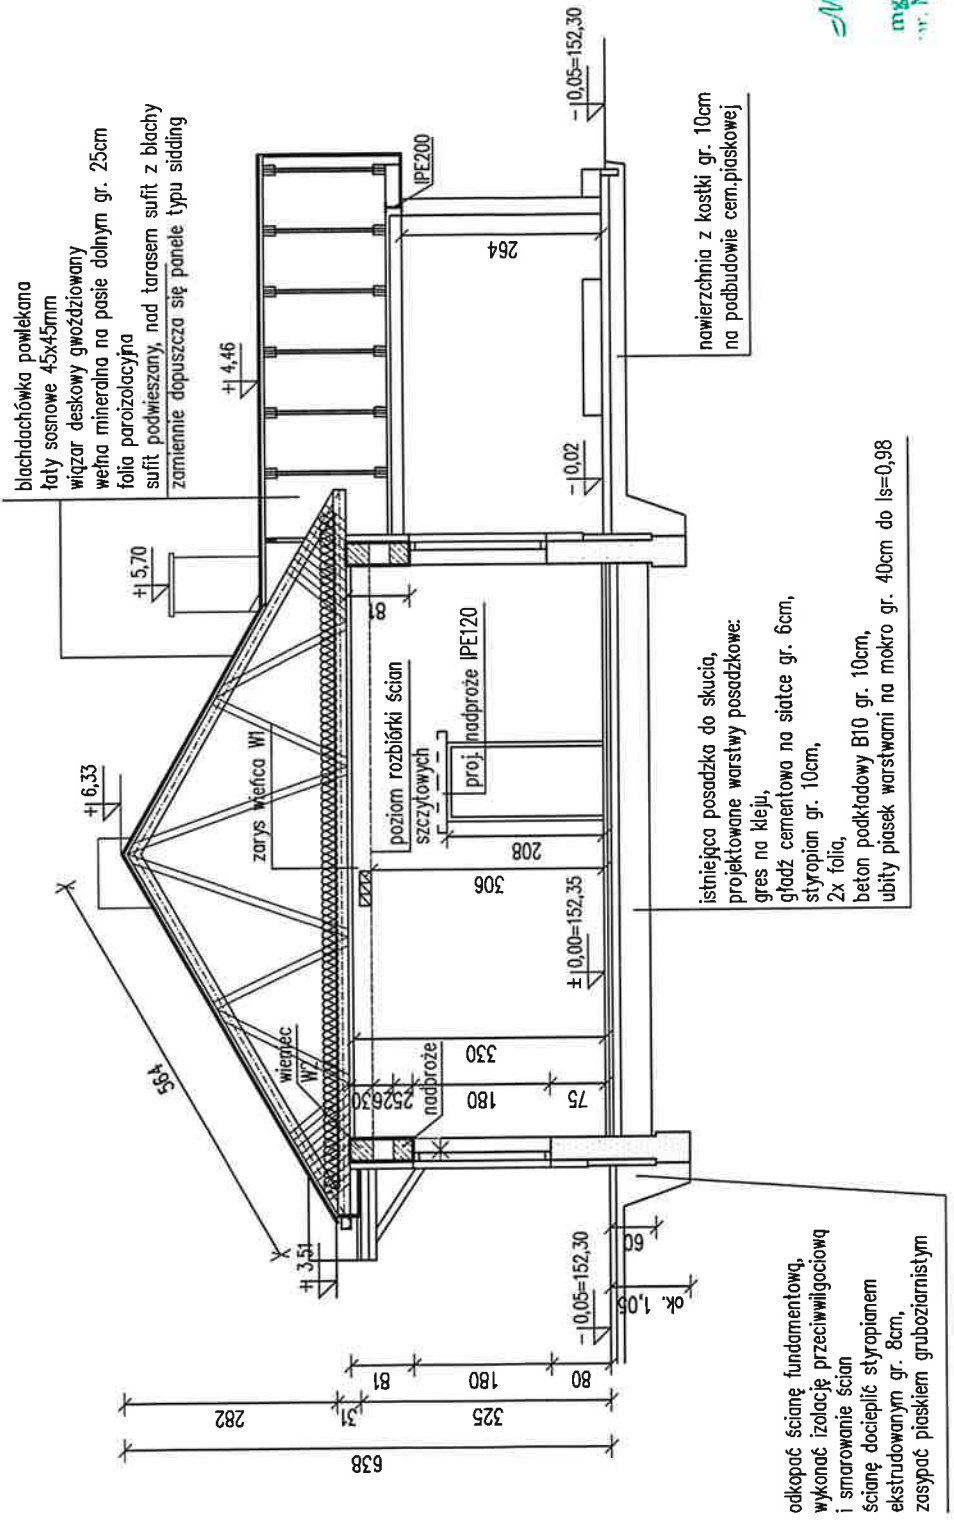 blachdachówka powlekana
łaty sosnowe 45x45mm
wiązar deskowy gwoździowany
wełna mineralna na pasie dolnym gr. 25cm
folia paroizolacyjna
sufit podwieszany, nad tarasem sufit z blachy
zamiennie dopuszcza się panele typu sidding
+5,70
+4,46
+6,33
564
zarys wieńca W1
wieniec
W2
IPE200
264
-0,05=152,30
-0,02
81
poziom rozbiórki ścian
szczytowych
proj. nadproże IPE120
208
306
±0,00=152,35
330
30
26
25
180
75
nadproże
+3,51
-0,05=152,30
60
ok. 1,05
81
180
80
282
31
325
638
nawierzchnia z kostki gr. 10cm
na podbudowie cem.piaskowej
istniejąca posadzka do skucia,
projektowane warstwy posadzkowe:
gres na kleju,
gładź cementowa na siatce gr. 6cm,
styropian gr. 10cm,
2x folia,
beton podkładowy B10 gr. 10cm,
ubity piasek warstwami na mokro gr. 40cm do Is=0,98
odkopać ścianę fundamentową,
wykonać izolację przeciwwilgociową
i smarowanie ścian
ścianę docieplić styropianem
ekstrudowanym gr. 8cm,
zasypać piaskiem gruboziarnistym